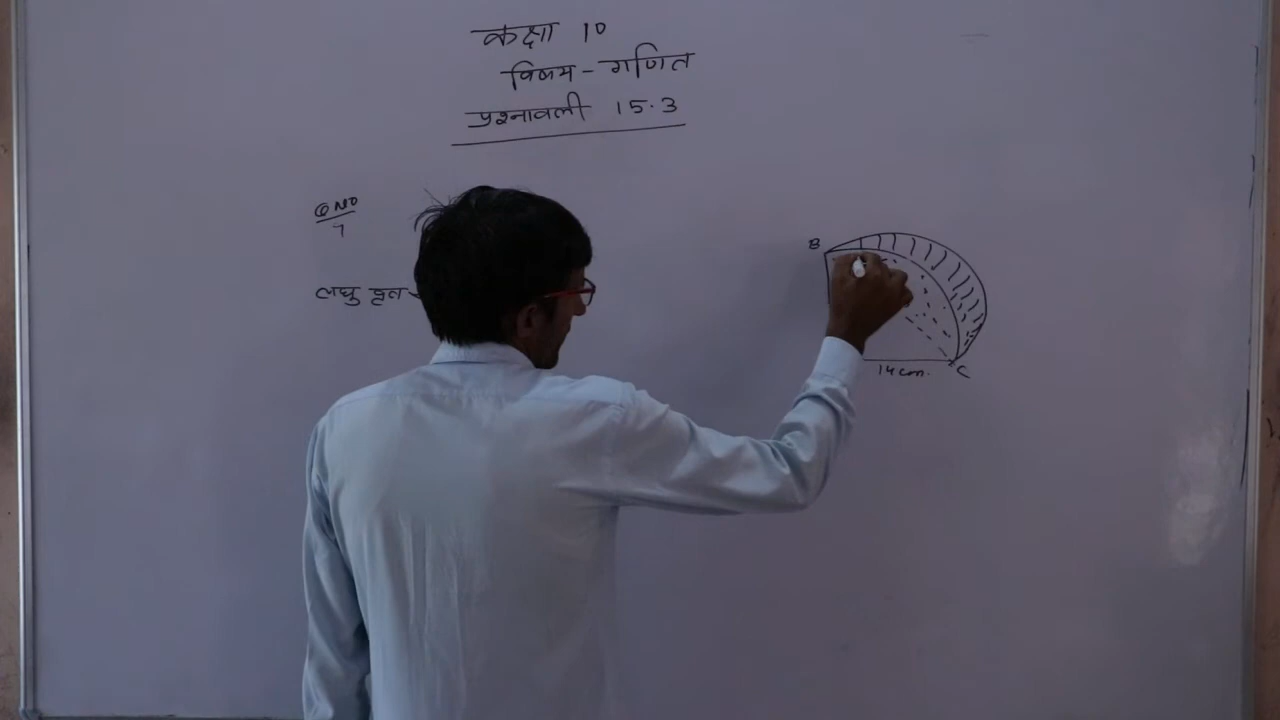 कक्षा 10
विषय - गणित
प्रश्नावली 15.3
Q NO
7
लघु वृत
B
14 cm.
C